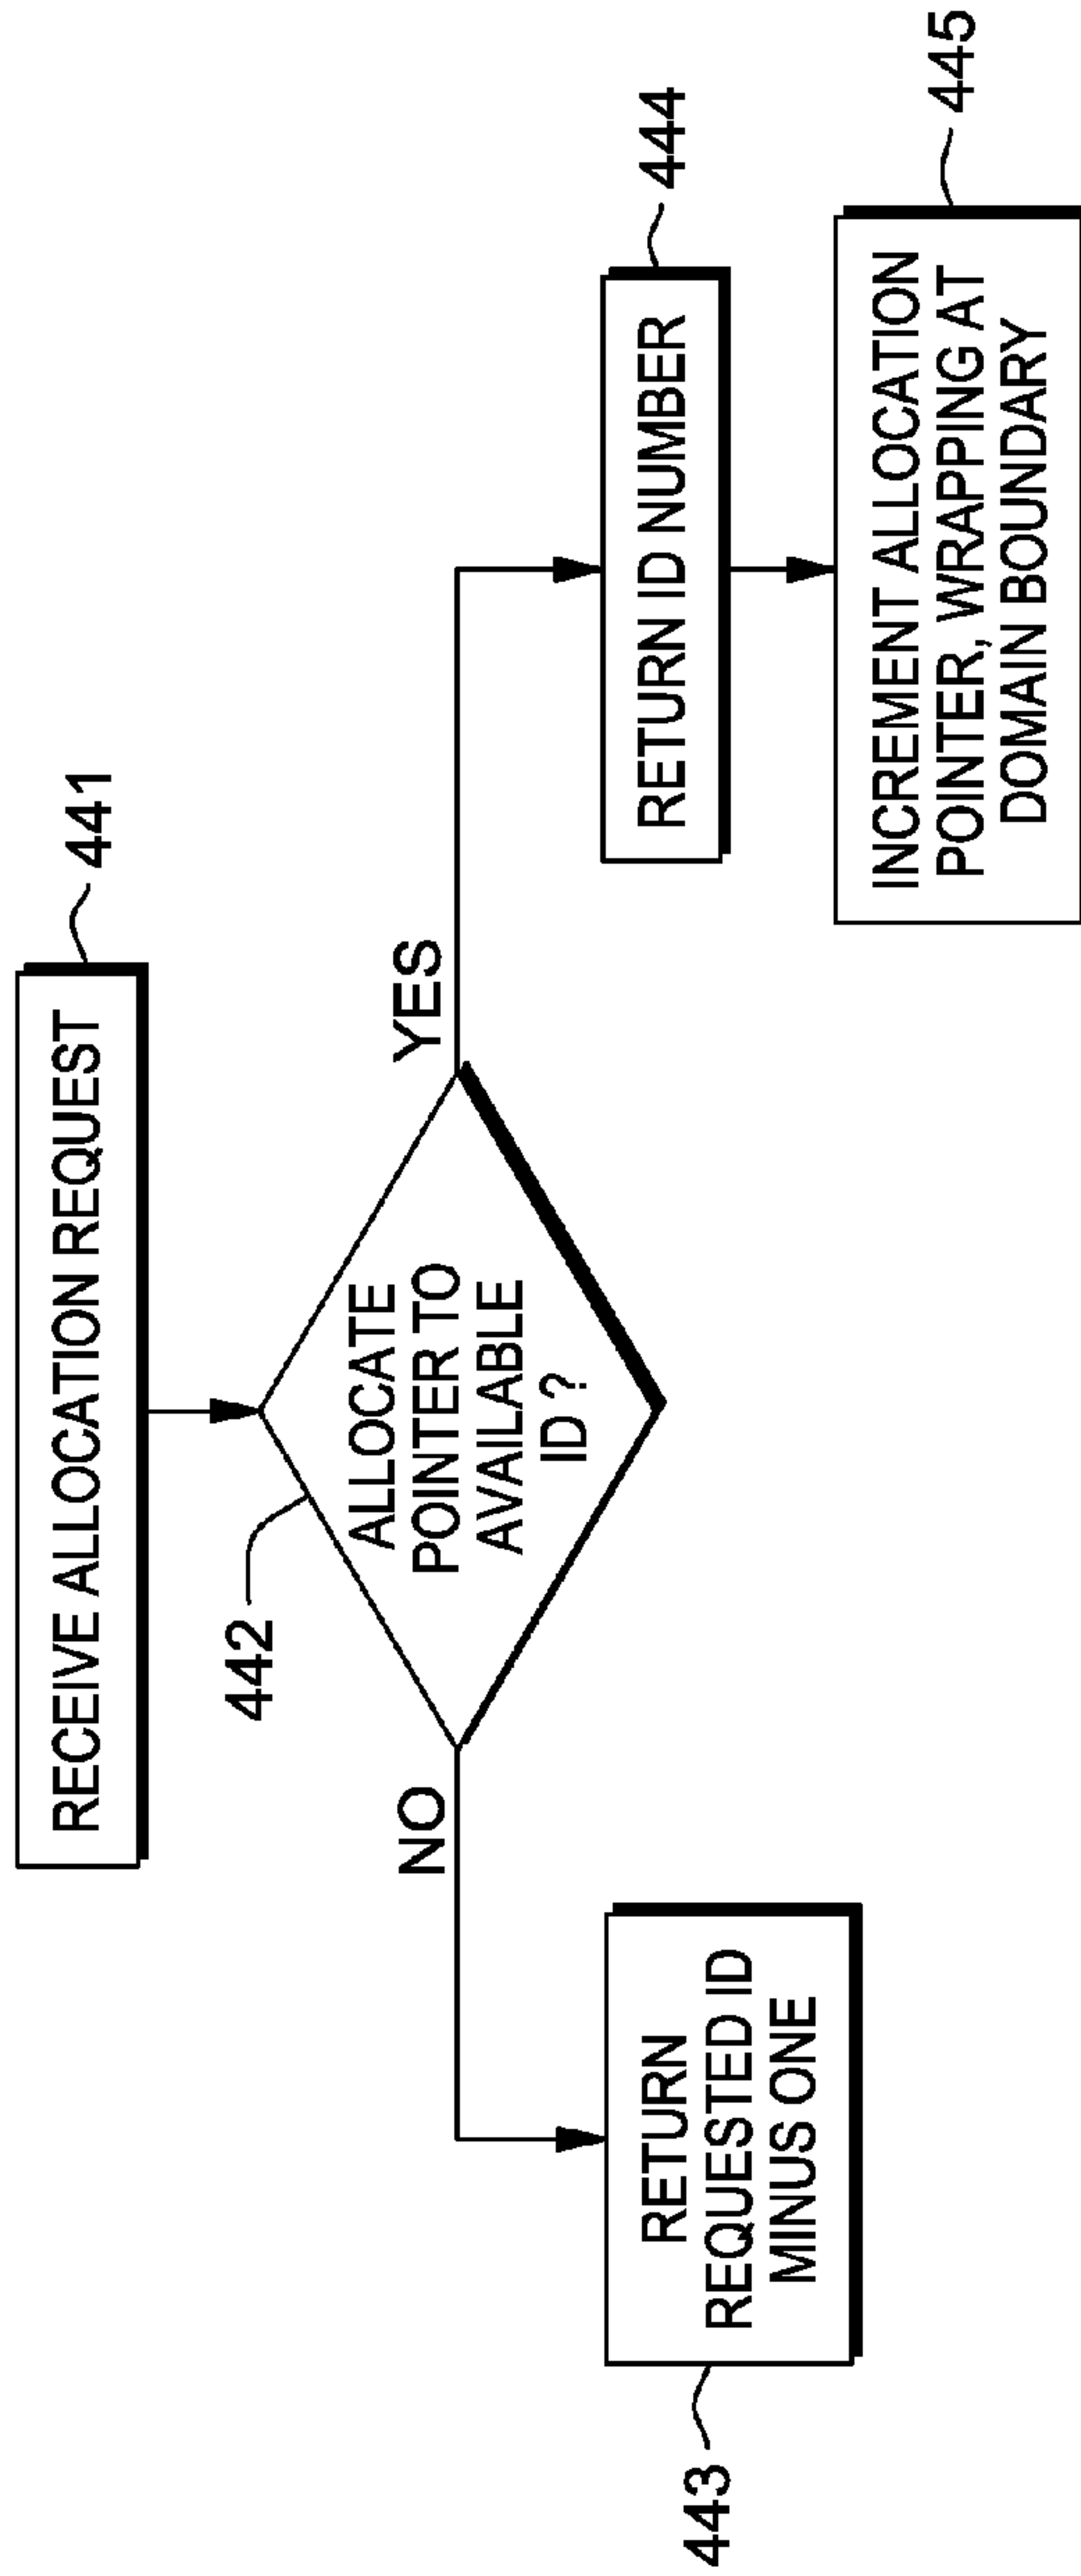 RECEIVE ALLOCATION REQUEST
441
442
ALLOCATE
POINTER TO
AVAILABLE
ID ?
NO
YES
443
RETURN
REQUESTED ID
MINUS ONE
RETURN ID NUMBER
444
INCREMENT ALLOCATION
POINTER, WRAPPING AT
DOMAIN BOUNDARY
445